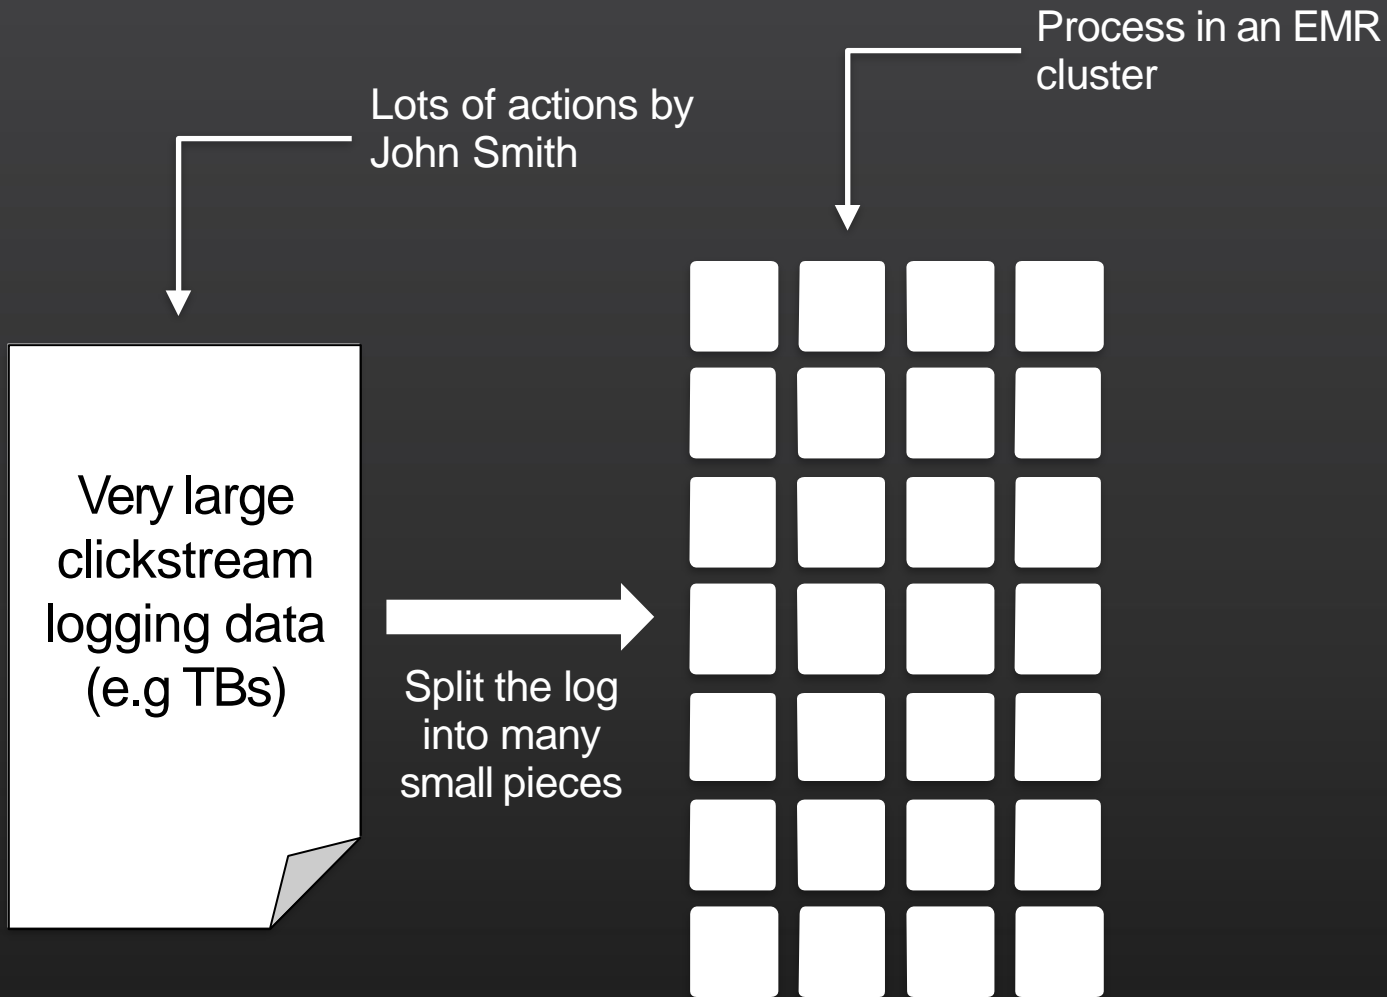 Process in an EMR
cluster
Lots of actions by
John Smith
Very large
clickstream
logging data
(e.g TBs)
Split the log
into many
small pieces